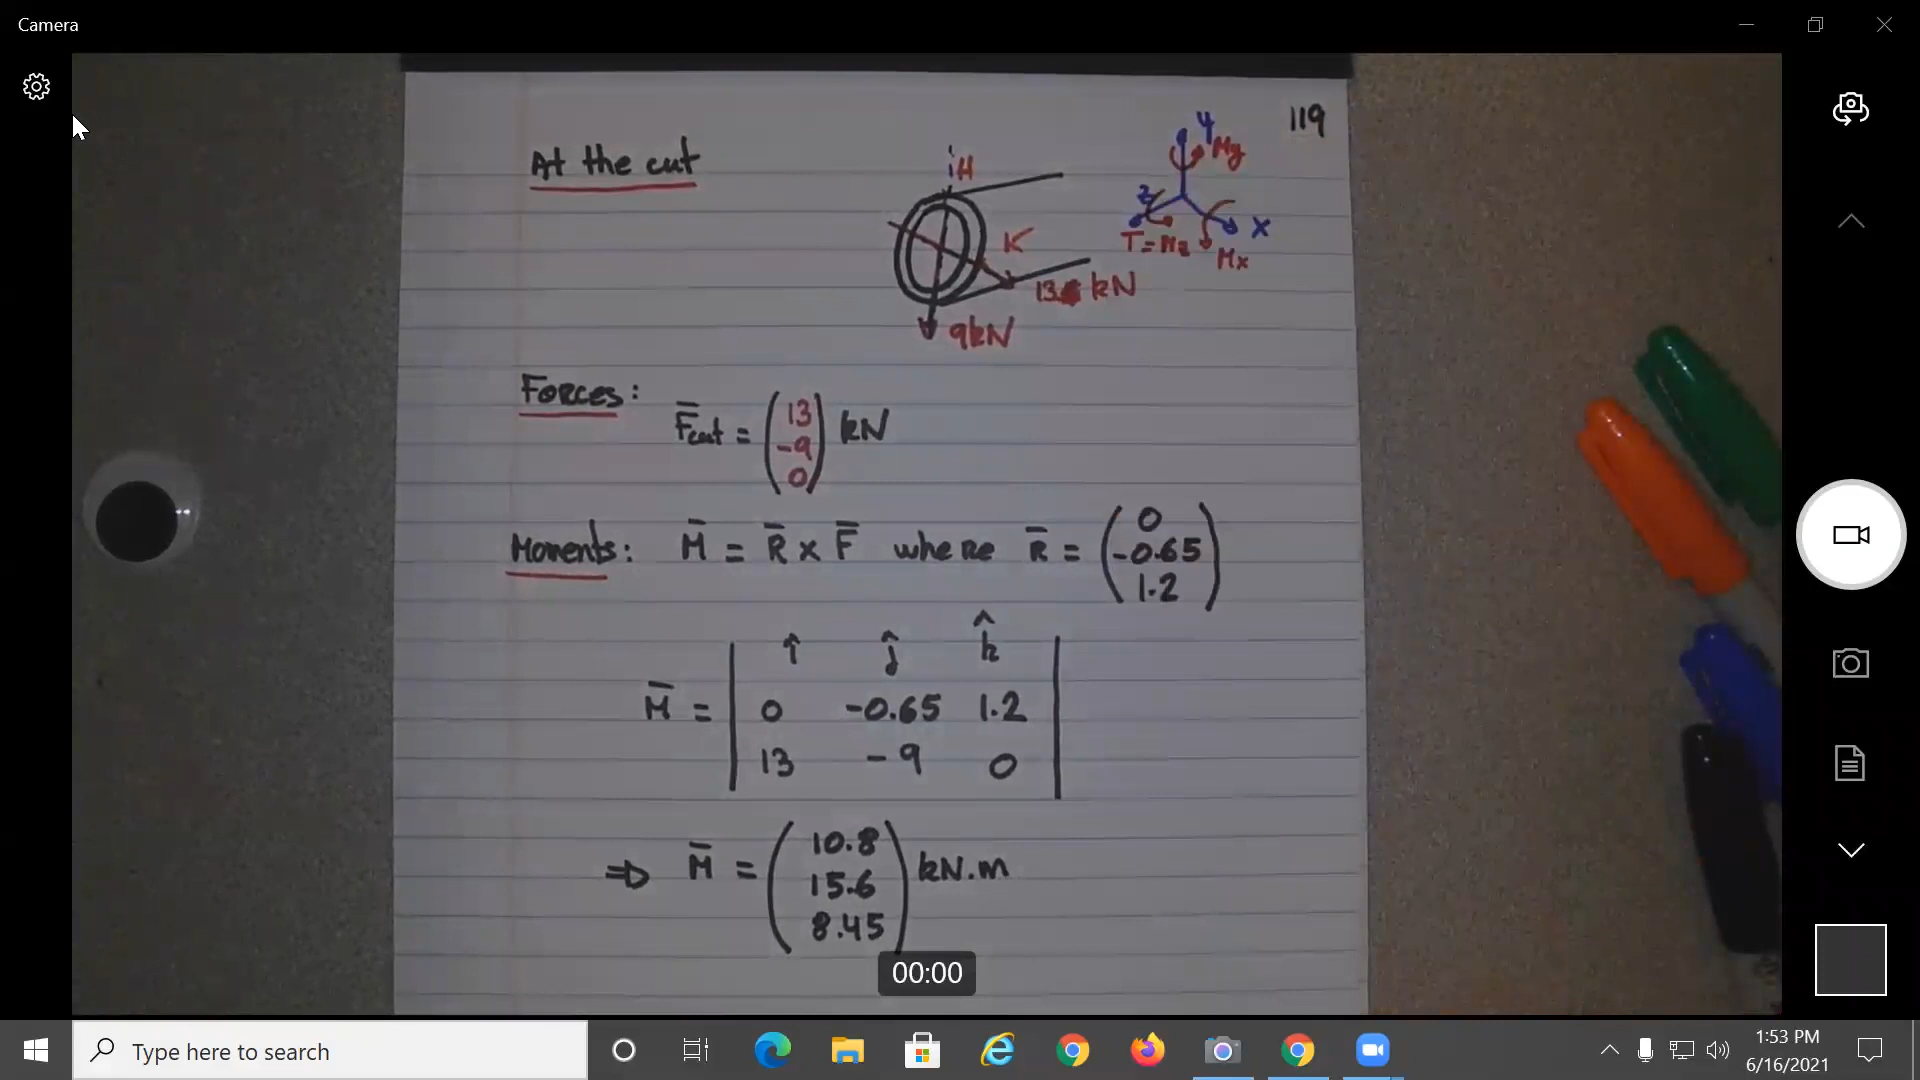 Camera
119
At the cut
H
y
My
z
x
K
T = Mz
Mx
13 kN
9kN
Forces:
F̄cut = (13 -9 0) kN
Moments: M̄ = R̄ x F̄ where R̄ = (0 -0.65 1.2)
î ĵ k̂
M̄ = | 0 -0.65 1.2 |
13 -9 0
⇒ M̄ = (10.8 15.6 8.45) kN.m
00:00
Type here to search
1:53 PM
6/16/2021